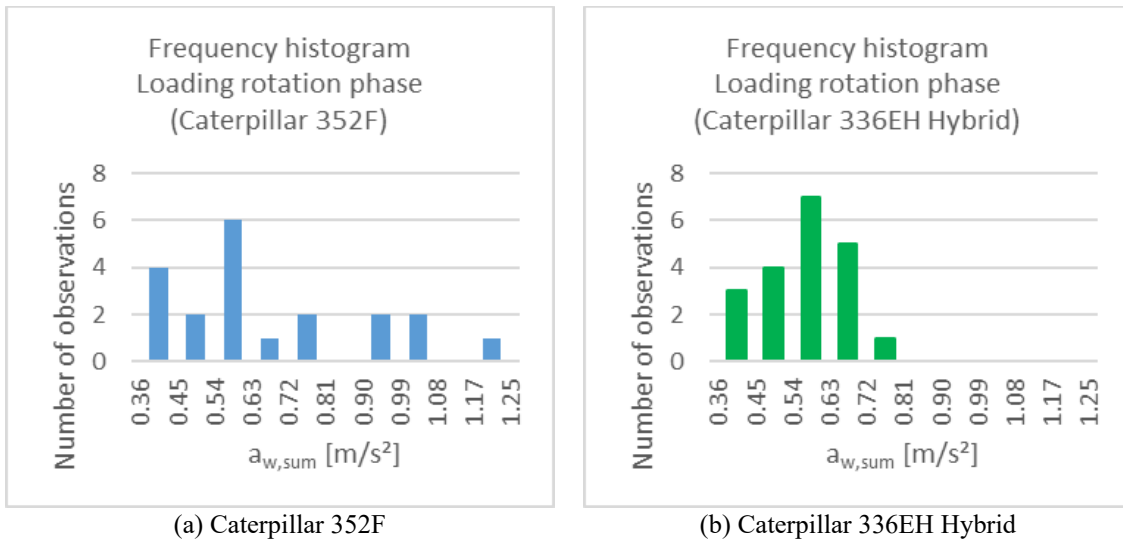 Frequency histogram
Loading rotation phase
(Caterpillar 352F)
Number of observations
8
6
4
2
0
0.36
0.45
0.54
0.63
0.72
0.81
0.90
0.99
1.08
1.17
1.25
a_w,sum [m/s²]
(a) Caterpillar 352F
Frequency histogram
Loading rotation phase
(Caterpillar 336EH Hybrid)
Number of observations
8
6
4
2
0
0.36
0.45
0.54
0.63
0.72
0.81
0.90
0.99
1.08
1.17
1.25
a_w,sum [m/s²]
(b) Caterpillar 336EH Hybrid